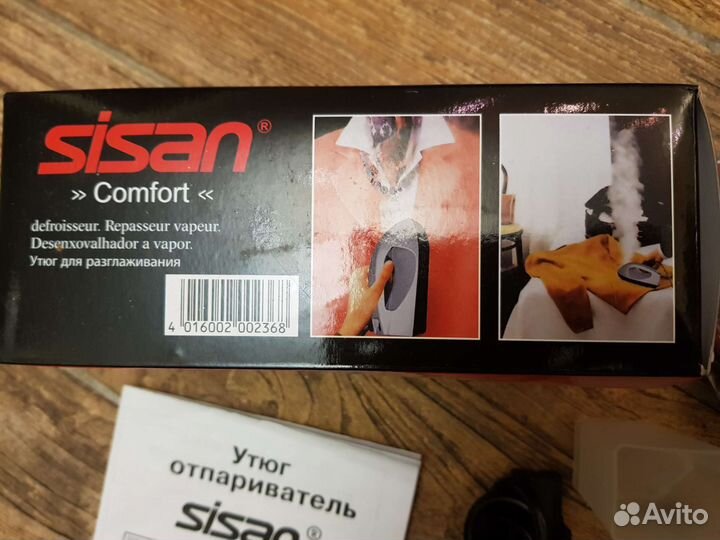 sisan®
» Comfort «
defroisseur. Repasseur vapeur.
Desenxovalhador a vapor.
Утюг для разглаживания
4 016002 002368
Утюг
отпариватель
sisan®
Avito